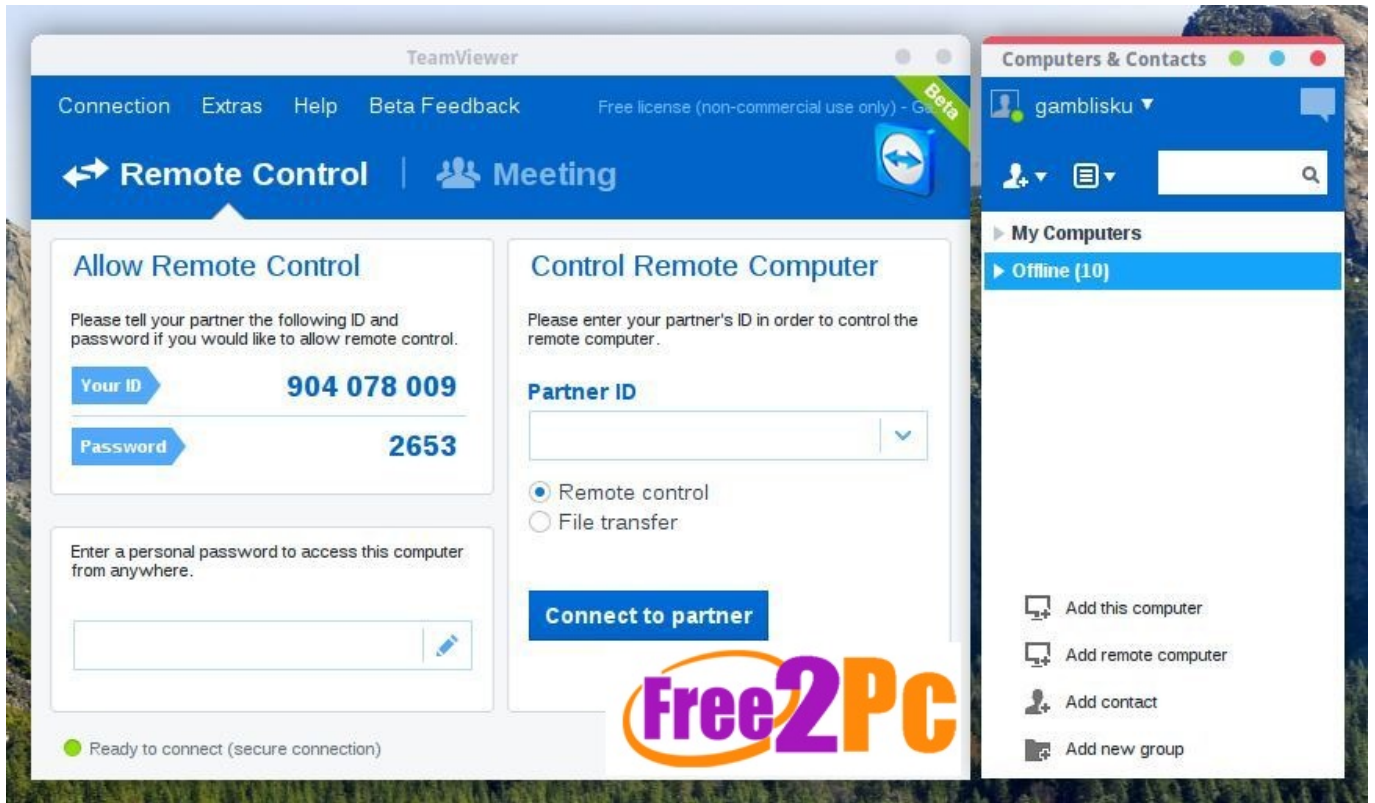 TeamViewer
Connection Extras Help Beta Feedback Free license (non-commercial use only) -
Beta
Remote Control | Meeting
Allow Remote Control
Please tell your partner the following ID and
password if you would like to allow remote control.
Your ID 904 078 009
Password 2653
Enter a personal password to access this computer
from anywhere.
Ready to connect (secure connection)
Control Remote Computer
Please enter your partner's ID in order to control the
remote computer.
Partner ID
Remote control
File transfer
Connect to partner
Free2Pc
Computers & Contacts
gamblisku
My Computers
Offline (10)
Add this computer
Add remote computer
Add contact
Add new group